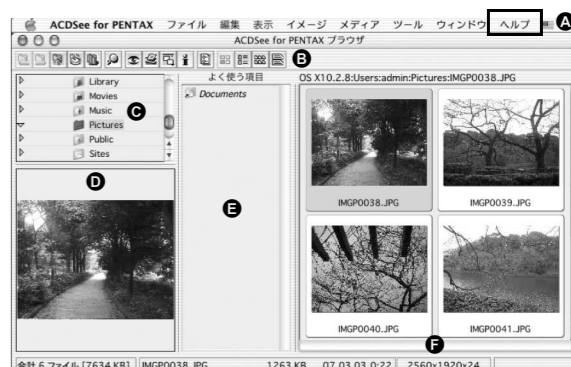 ACDSee for PENTAX ファイル 編集 表示 イメージ メディア ツール ウィンドウ ヘルプ A
ACDSee for PENTAX ブラウザ
B
よく使う項目
OS X10.2.8:Users:admin:Pictures:IMGP0038.JPG
Library
Movies
Music
Pictures
Public
Sites
C
Documents
D
E
IMGP0038.JPG
IMGP0039.JPG
IMGP0040.JPG
IMGP0041.JPG
F
合計 6 ファイル [7634 KB] IMGP0038.JPG 1263 KB 07.03.03 0:22 2560x1920x24